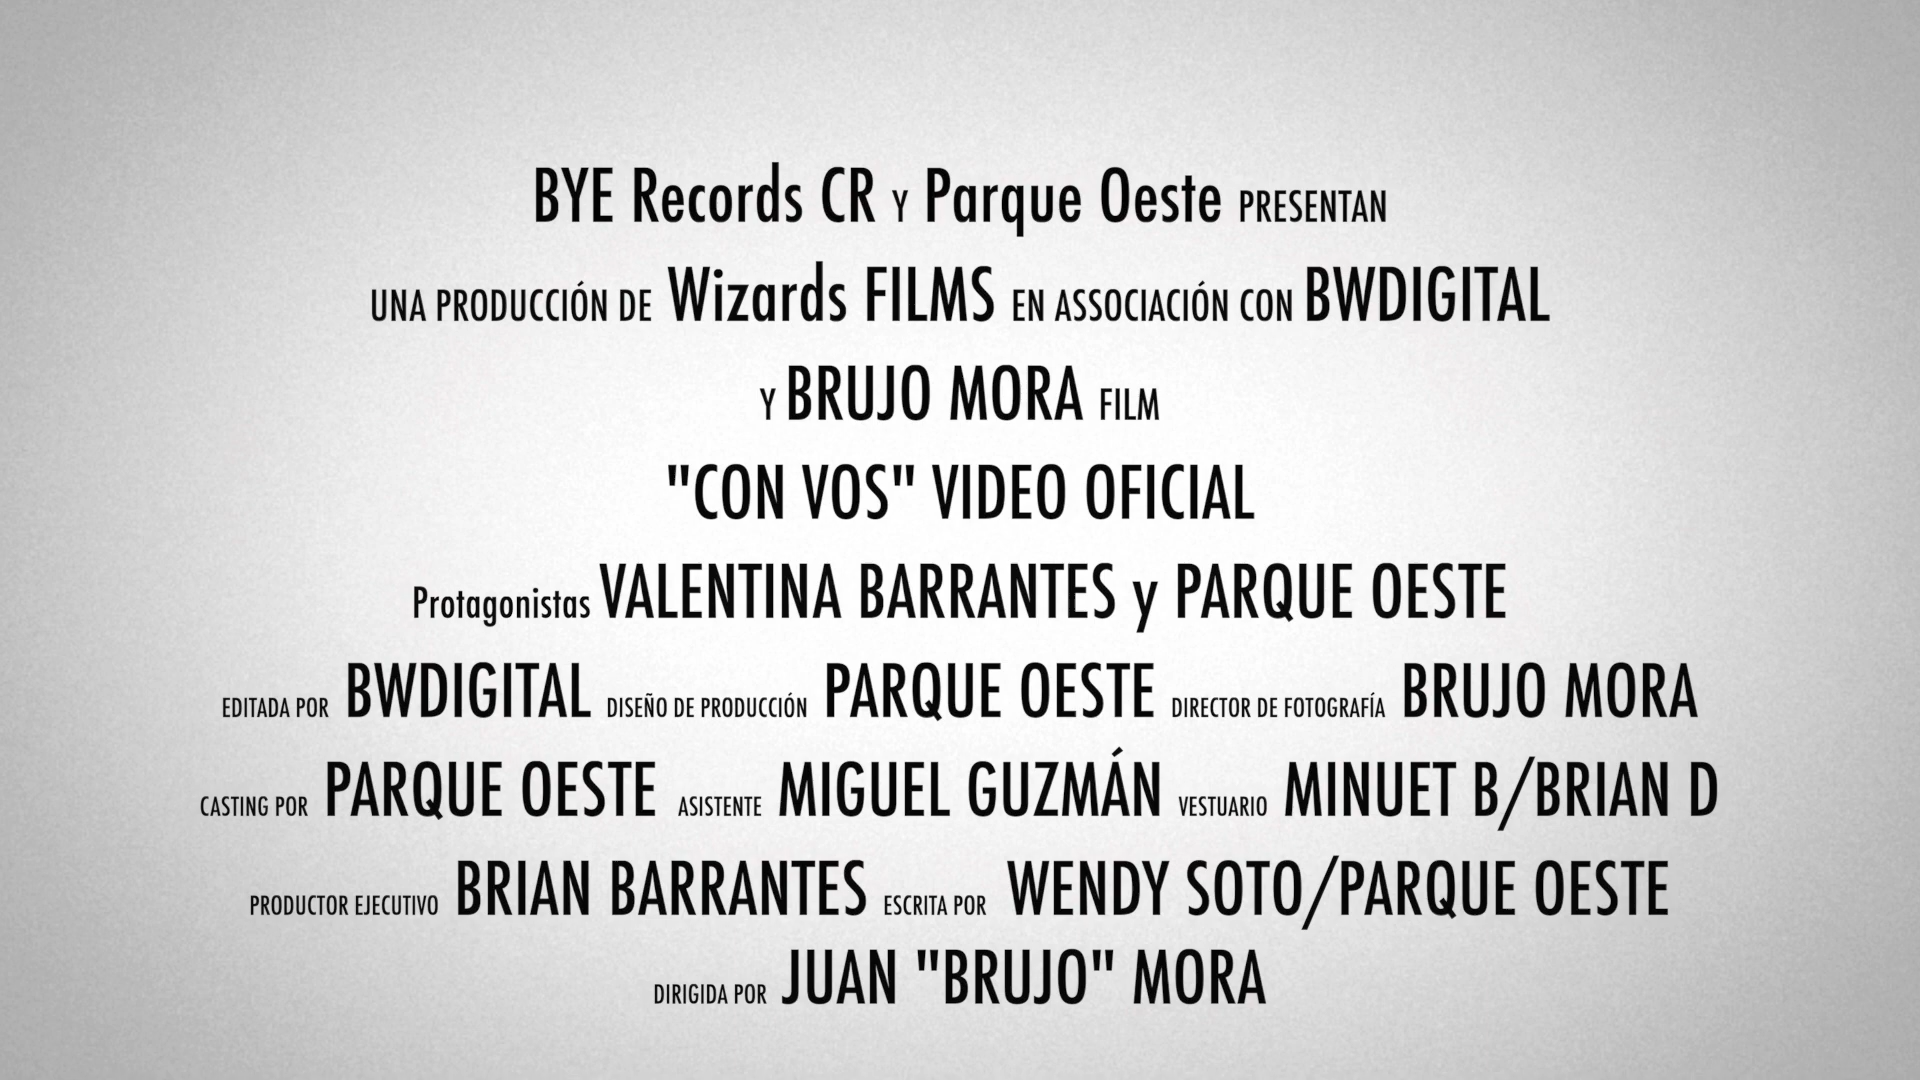 BYE Records CR Y Parque Oeste PRESENTAN
UNA PRODUCCIÓN DE Wizards FILMS EN ASSOCIACIÓN CON BWDIGITAL
Y BRUJO MORA FILM
"CON VOS" VIDEO OFICIAL
Protagonistas VALENTINA BARRANTES y PARQUE OESTE
EDITADA POR BWDIGITAL DISEÑO DE PRODUCCIÓN PARQUE OESTE DIRECTOR DE FOTOGRAFÍA BRUJO MORA
CASTING POR PARQUE OESTE ASISTENTE MIGUEL GUZMÁN VESTUARIO MINUET B/BRIAN D
PRODUCTOR EJECUTIVO BRIAN BARRANTES ESCRITA POR WENDY SOTO/PARQUE OESTE
DIRIGIDA POR JUAN "BRUJO" MORA